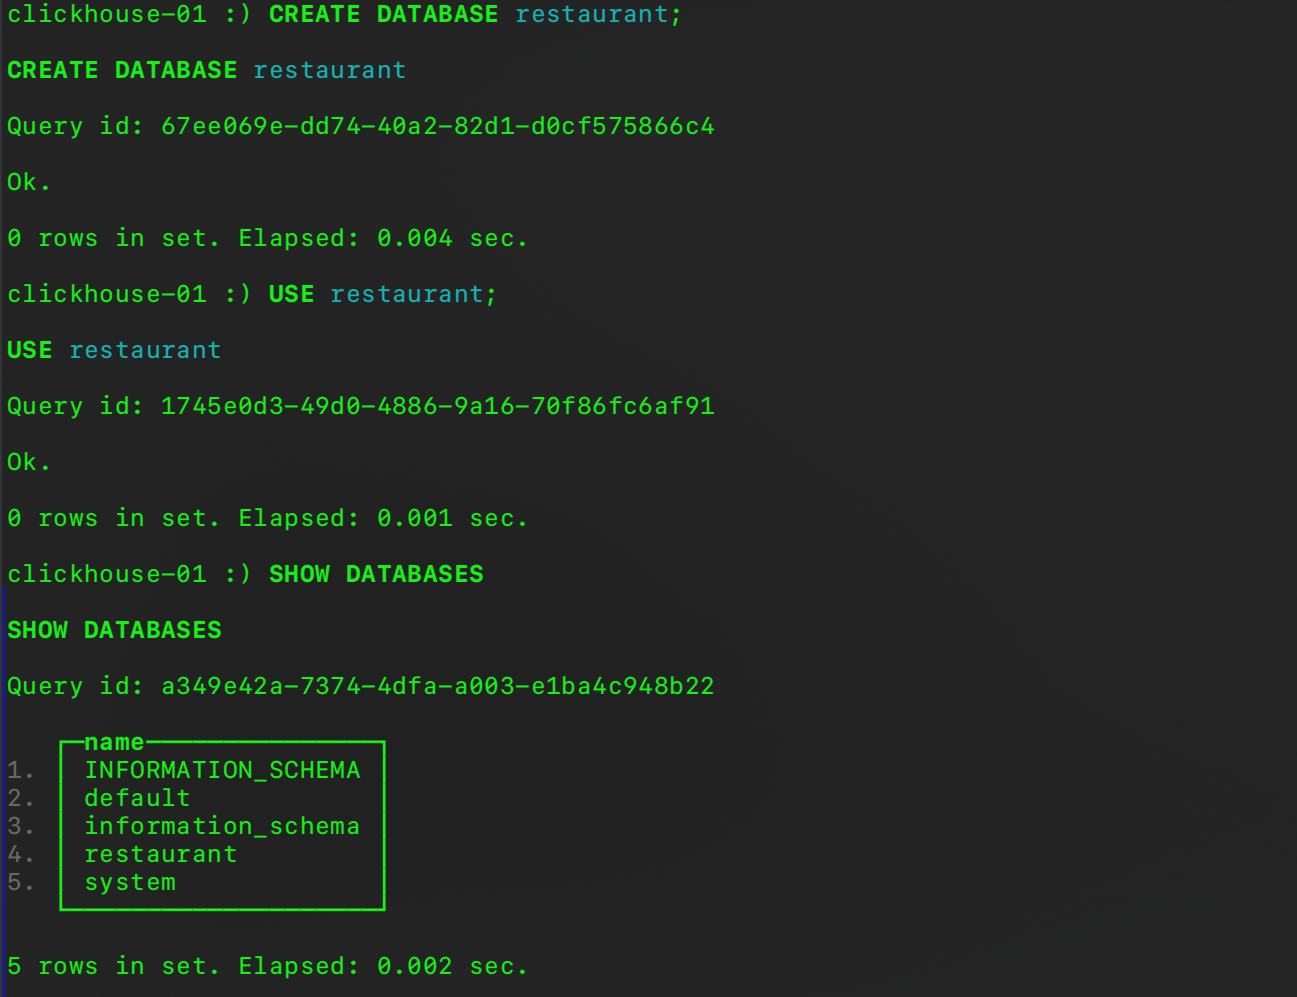 clickhouse-01 :) CREATE DATABASE restaurant;
CREATE DATABASE restaurant
Query id: 67ee069e-dd74-40a2-82d1-d0cf575866c4
Ok.
0 rows in set. Elapsed: 0.004 sec.
clickhouse-01 :) USE restaurant;
USE restaurant
Query id: 1745e0d3-49d0-4886-9a16-70f86fc6af91
Ok.
0 rows in set. Elapsed: 0.001 sec.
clickhouse-01 :) SHOW DATABASES
SHOW DATABASES
Query id: a349e42a-7374-4dfa-a003-e1ba4c948b22
name
1. INFORMATION_SCHEMA
2. default
3. information_schema
4. restaurant
5. system
5 rows in set. Elapsed: 0.002 sec.